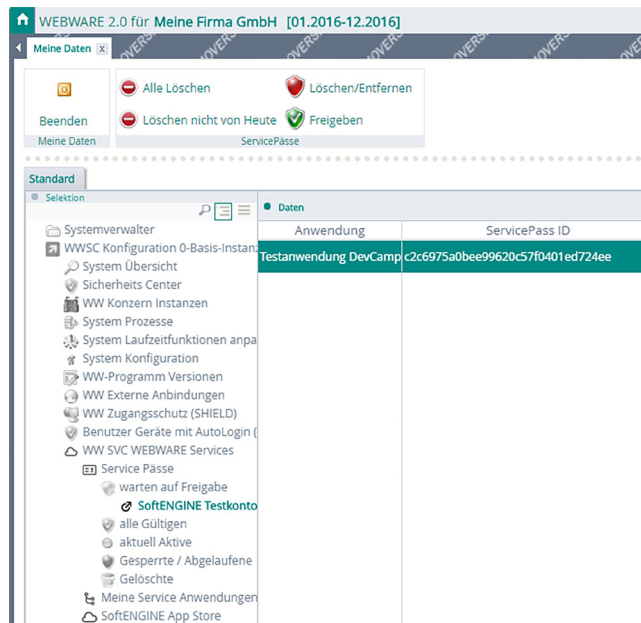 WEBWARE 2.0 für Meine Firma GmbH [01.2016-12.2016]
Meine Daten x
Alle Löschen Löschen/Entfernen
Beenden Löschen nicht von Heute Freigeben
Meine Daten ServicePässe
Standard
Selektion
Daten
Anwendung ServicePass ID
Testanwendung DevCamp c2c6975a0bee99620c57f0401ed724ee
Systemverwalter
WWSC Konfiguration 0-Basis-Instan
System Übersicht
Sicherheits Center
WW Konzern Instanzen
System Prozesse
System Laufzeitfunktionen anpa
System Konfiguration
WW-Programm Versionen
WW Externe Anbindungen
WW Zugangsschutz (SHIELD)
Benutzer Geräte mit AutoLogin (
WW SVC WEBWARE Services
Service Pässe
warten auf Freigabe
SoftENGINE Testkonto
alle Gültigen
aktuell Aktive
Gesperrte / Abgelaufene
Gelöschte
Meine Service Anwendungen
SoftENGINE App Store